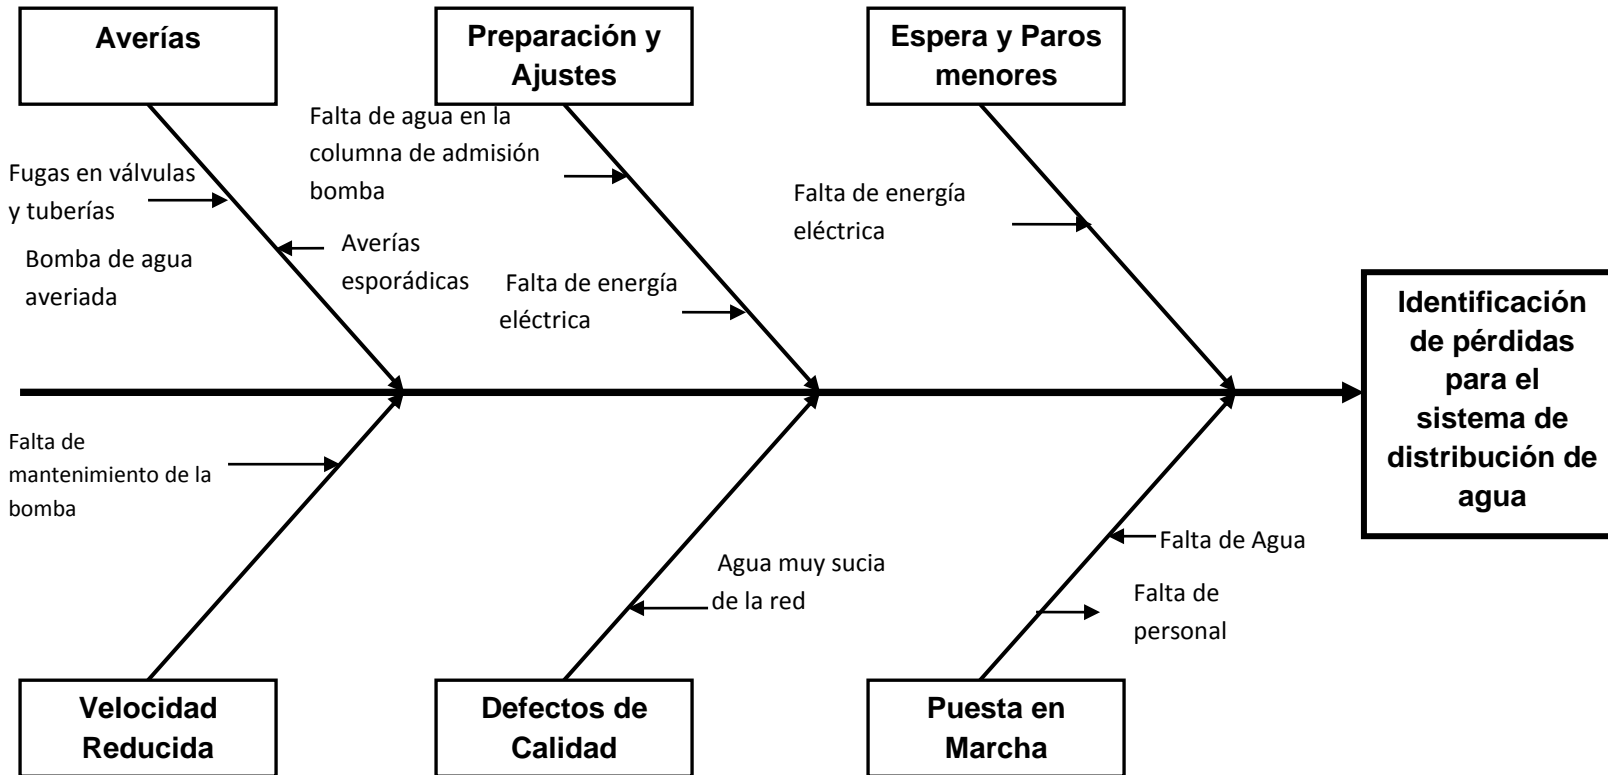 Averías
Preparación y
Ajustes
Espera y Paros
menores
Falta de agua en la
columna de admisión
bomba
Fugas en válvulas
y tuberías
Falta de energía
eléctrica
Averías
esporádicas
Bomba de agua
averiada
Falta de energía
eléctrica
Identificación
de pérdidas
para el
sistema de
distribución de
agua
Falta de
mantenimiento de la
bomba
Agua muy sucia
de la red
Falta de Agua
Falta de
personal
Velocidad
Reducida
Defectos de
Calidad
Puesta en
Marcha